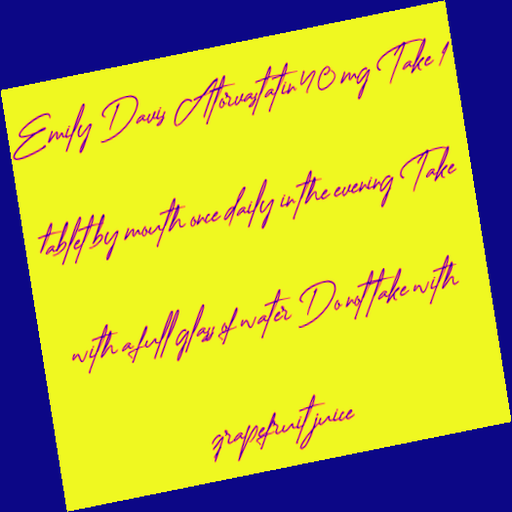 Emily Davis Atorvastatin 40 mg Take 1
tablet by mouth once daily in the evening Take
with a full glass of water Do not take with
grapefruit juice